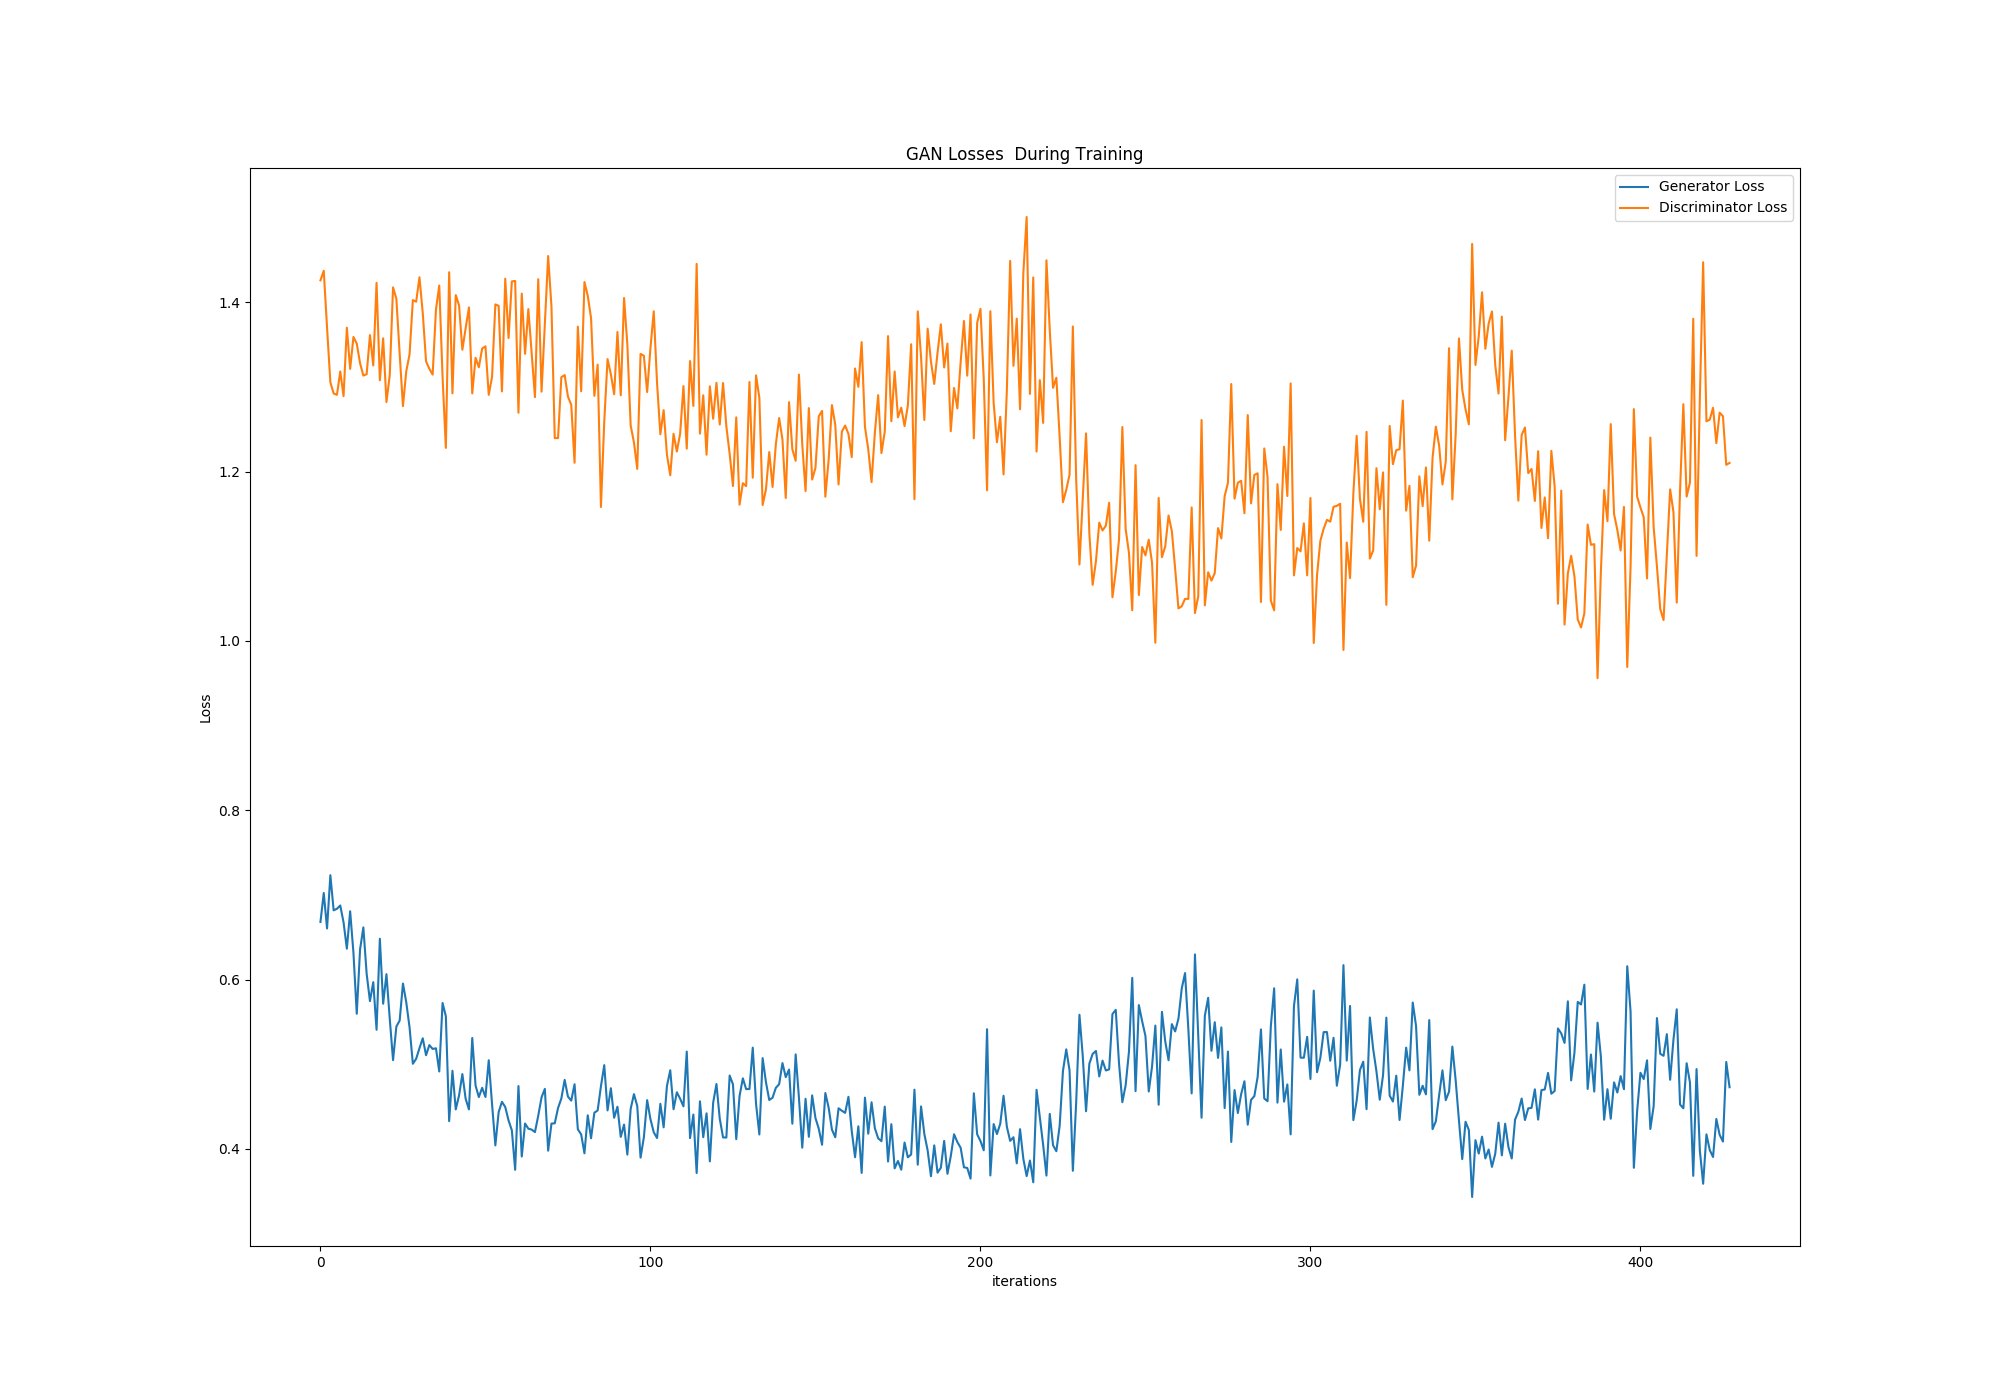 GAN Losses  During Training
Generator Loss
Discriminator Loss
1.4
1.2
1.0
0.8
0.6
0.4
Loss
0
100
200
300
400
iterations